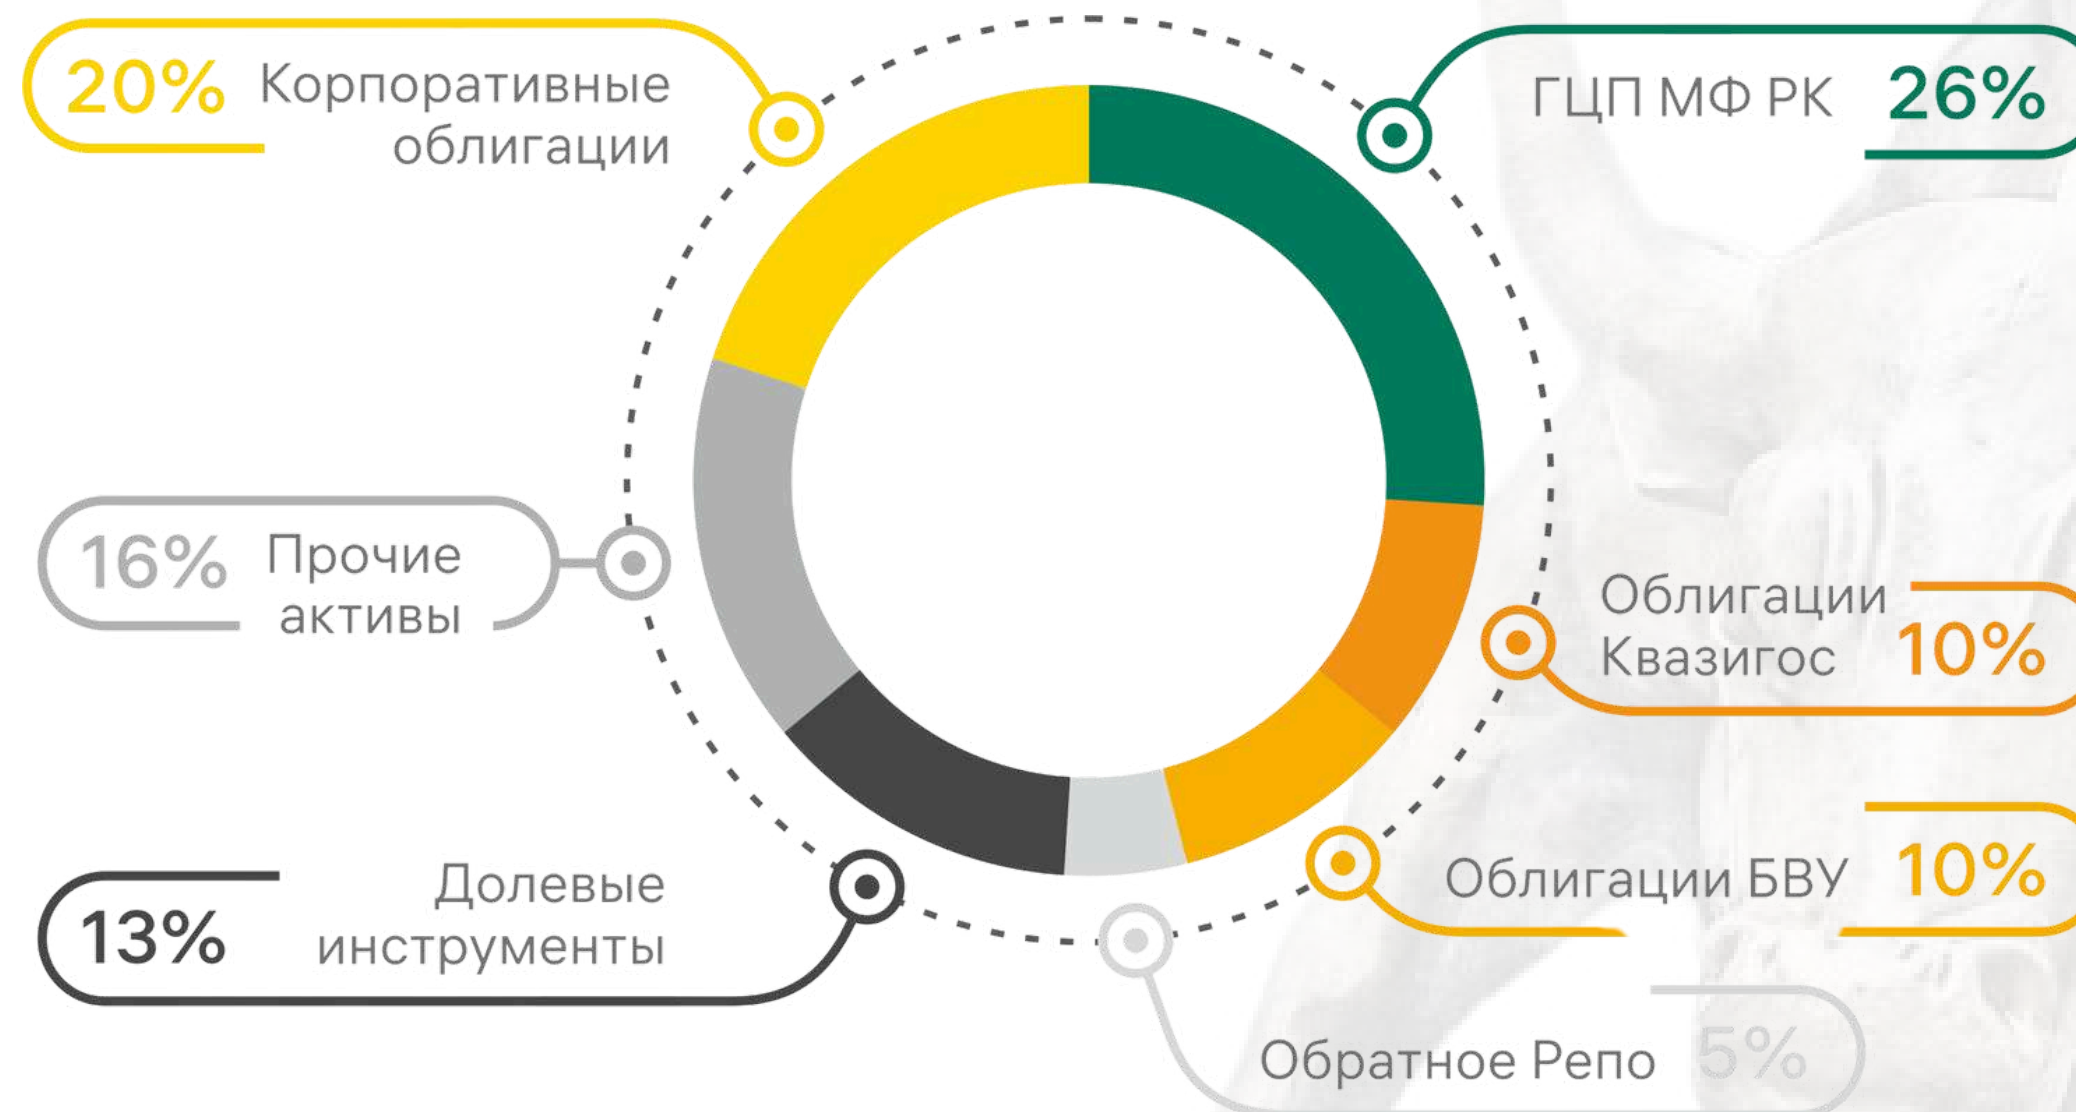 20% Корпоративные
облигации
ГЦП МФ РК 26%
16% Прочие
активы
Облигации
Квазигос 10%
13% Долевые
инструменты
Облигации БВУ 10%
Обратное Репо 5%